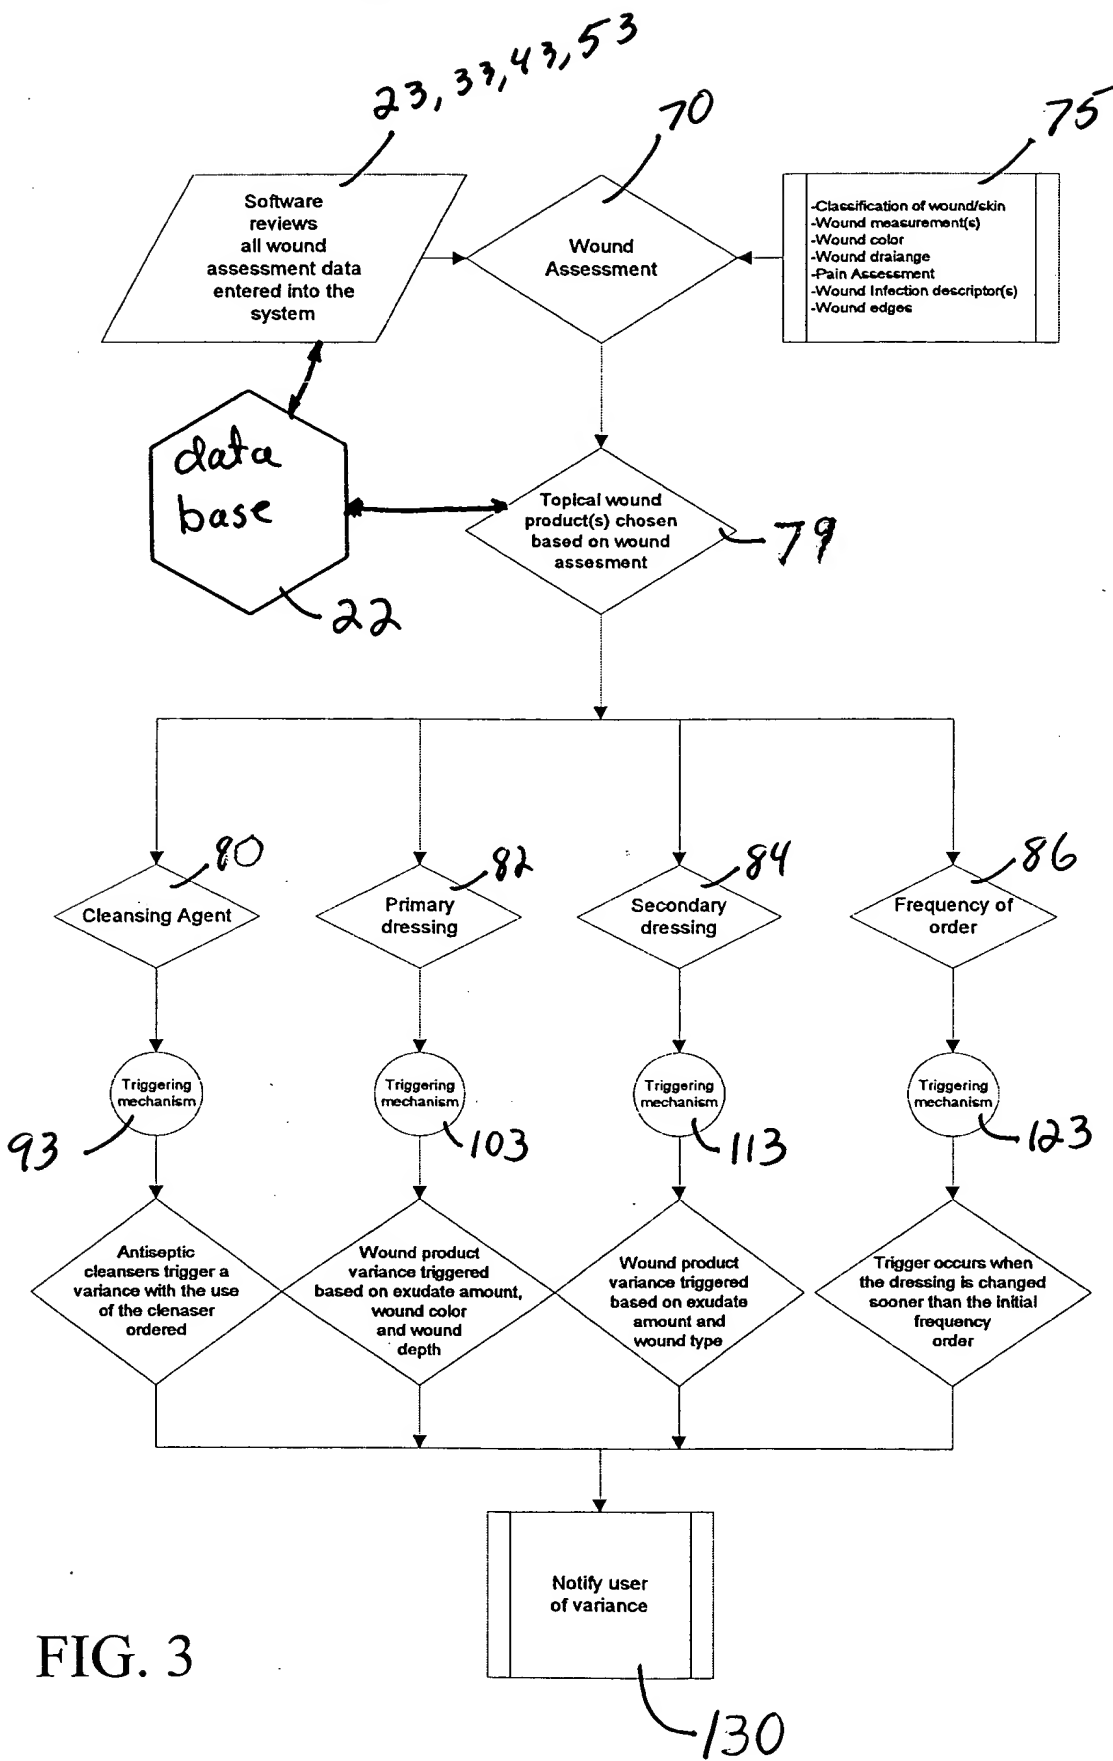 23, 33, 43, 53
70
75
Software
reviews
all wound
assessment data
entered into the
system
Wound
Assessment
-Classification of wound/skin
-Wound measurement(s)
-Wound color
-Wound draiange
-Pain Assessment
-Wound Infection descriptor(s)
-Wound edges
data
base
22
Topical wound
product(s) chosen
based on wound
assesment
79
80
82
84
86
Cleansing Agent
Primary
dressing
Secondary
dressing
Frequency of
order
Triggering
mechanism
Triggering
mechanism
Triggering
mechanism
Triggering
mechanism
93
103
113
123
Antiseptic
cleansers trigger a
variance with the use
of the clenaser
ordered
Wound product
variance triggered
based on exudate amount,
wound color
and wound
depth
Wound product
variance triggered
based on exudate
amount and
wound type
Trigger occurs when
the dressing is changed
sooner than the initial
frequency
order
Notify user
of variance
130
FIG. 3